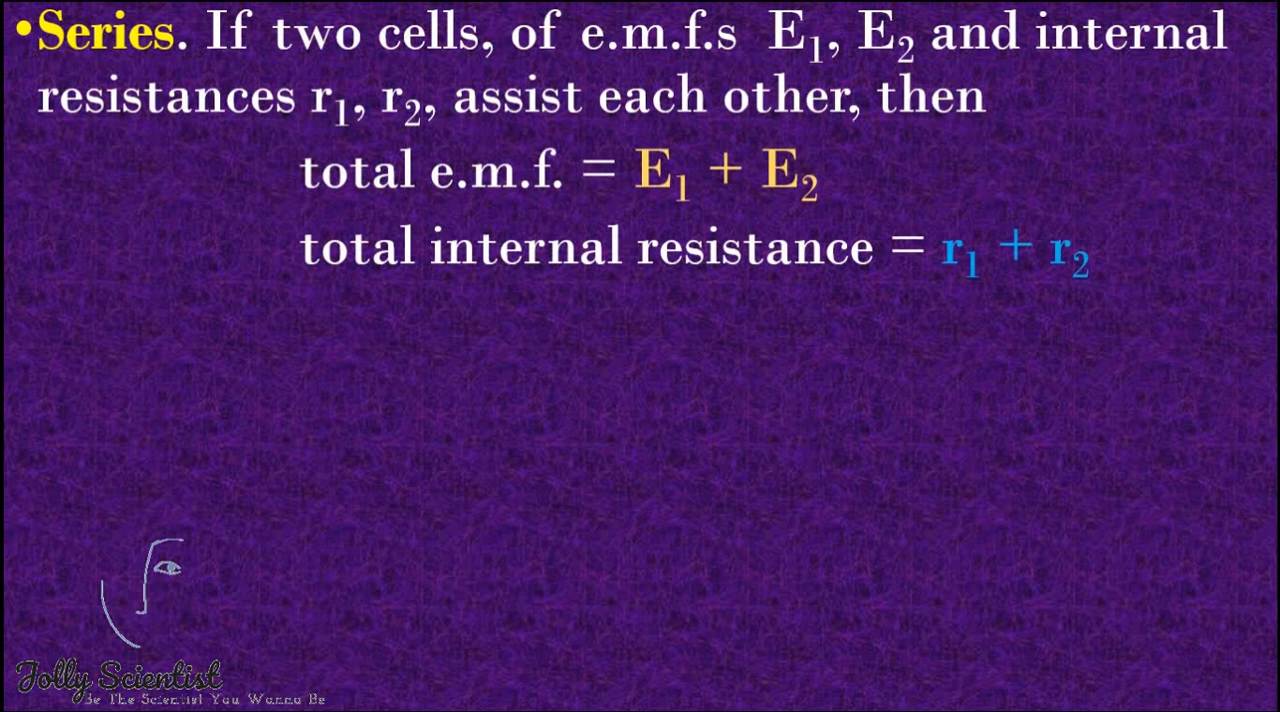 •Series. If two cells, of e.m.f.s E₁, E₂ and internal
resistances r₁, r₂, assist each other, then
total e.m.f. = E₁ + E₂
total internal resistance = r₁ + r₂
Jolly Scientist
Be The Scientist You Wanna Be